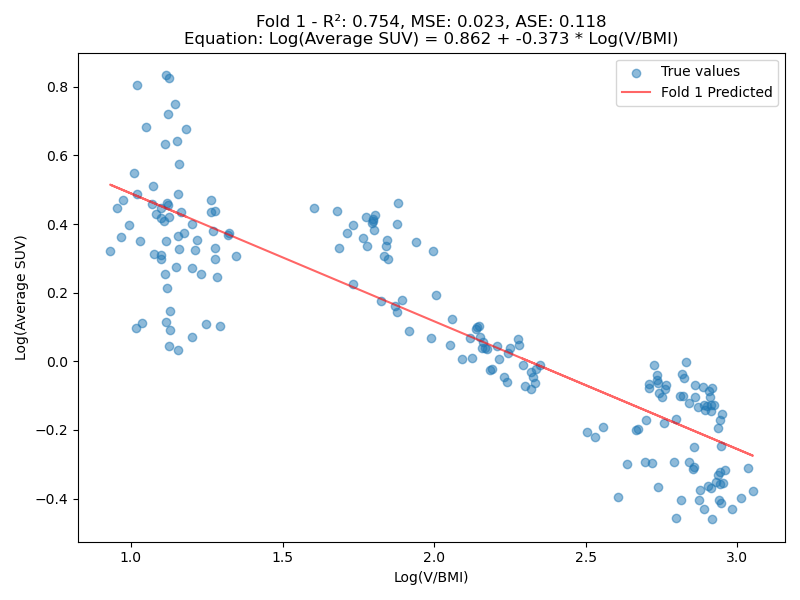 Fold 1 - R²: 0.754, MSE: 0.023, ASE: 0.118
Equation: Log(Average SUV) = 0.862 + -0.373 * Log(V/BMI)
True values
Fold 1 Predicted
Log(Average SUV)
0.8
0.6
0.4
0.2
0.0
−0.2
−0.4
1.0 1.5 2.0 2.5 3.0
Log(V/BMI)